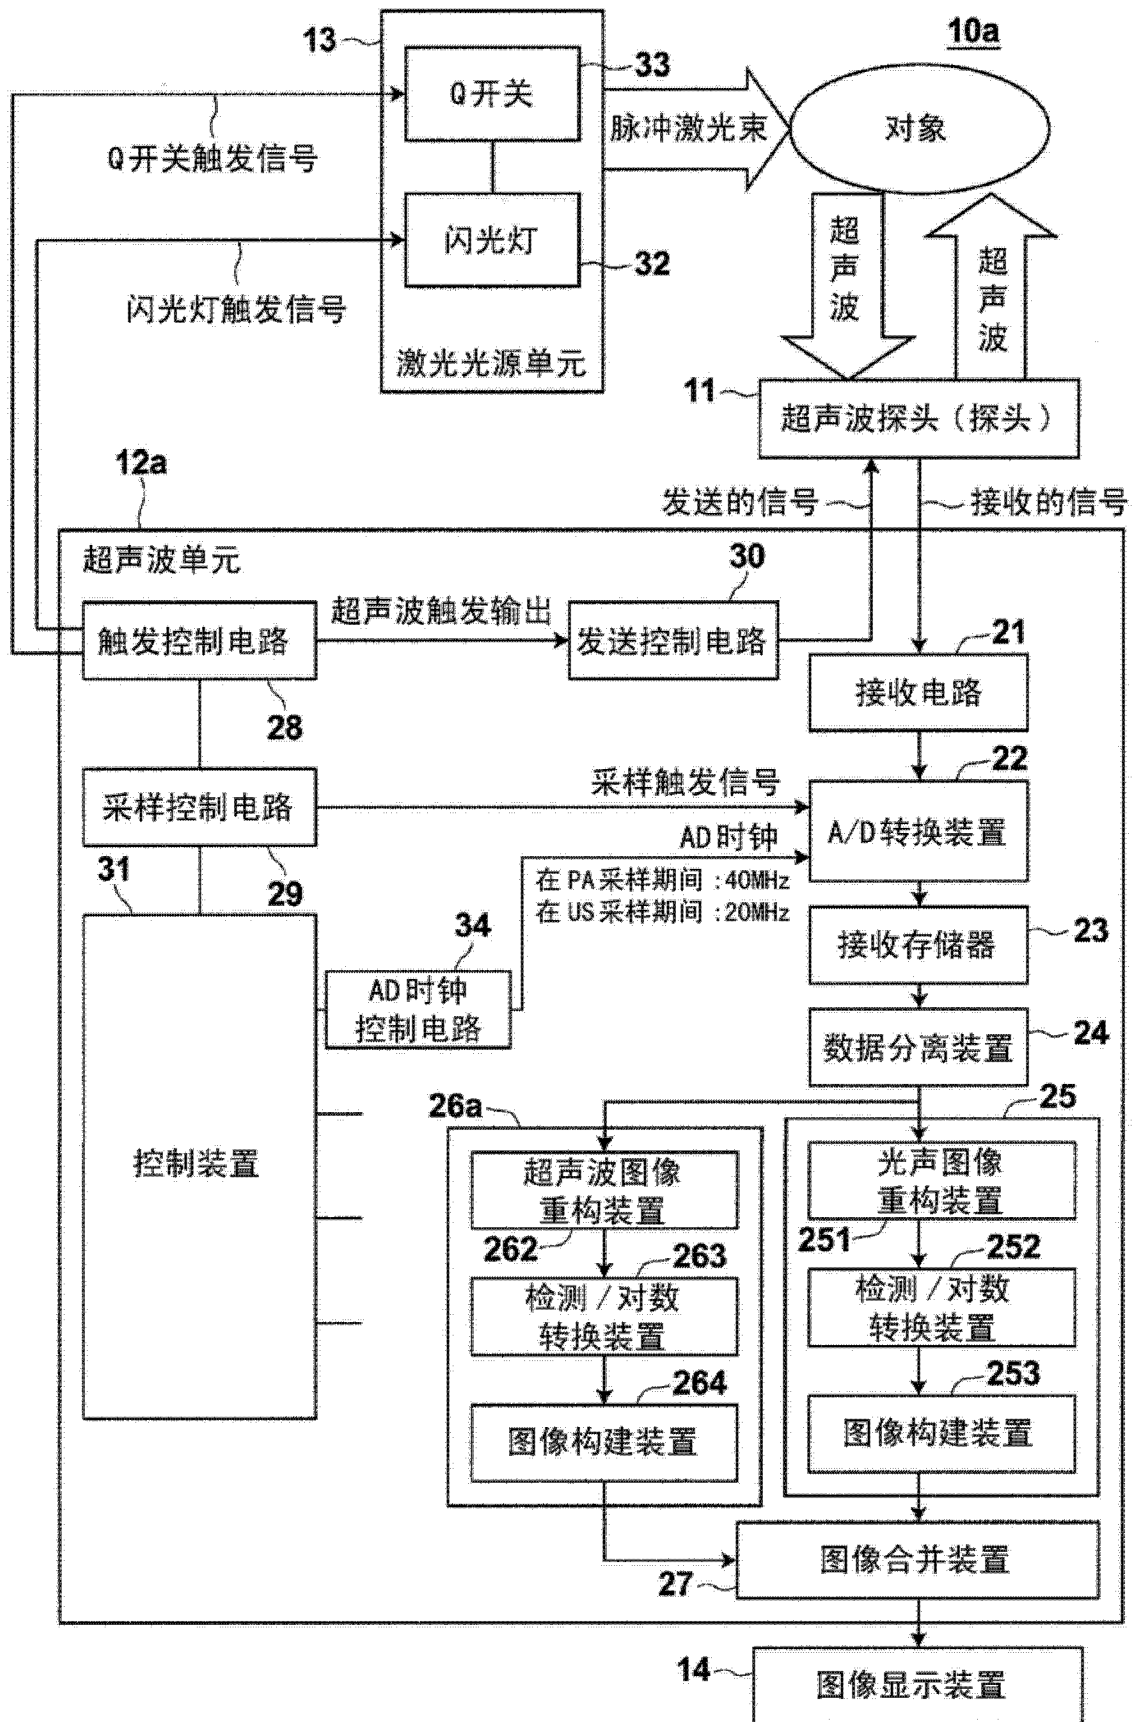 10a
13
33
Q开关
脉冲激光束
对象
Q开关触发信号
闪光灯
32
闪光灯触发信号
超声波
超声波
激光光源单元
11
超声波探头(探头)
12a
发送的信号
接收的信号
超声波单元
30
超声波触发输出
触发控制电路
发送控制电路
21
接收电路
28
22
采样触发信号
采样控制电路
A/D转换装置
AD时钟
31
29
在PA采样期间:40MHz
在US采样期间:20MHz
34
23
接收存储器
AD时钟
控制电路
24
数据分离装置
26a
25
控制装置
超声波图像
重构装置
光声图像
重构装置
262
251
263
252
检测/对数
转换装置
检测/对数
转换装置
264
253
图像构建装置
图像构建装置
图像合并装置
27
14
图像显示装置